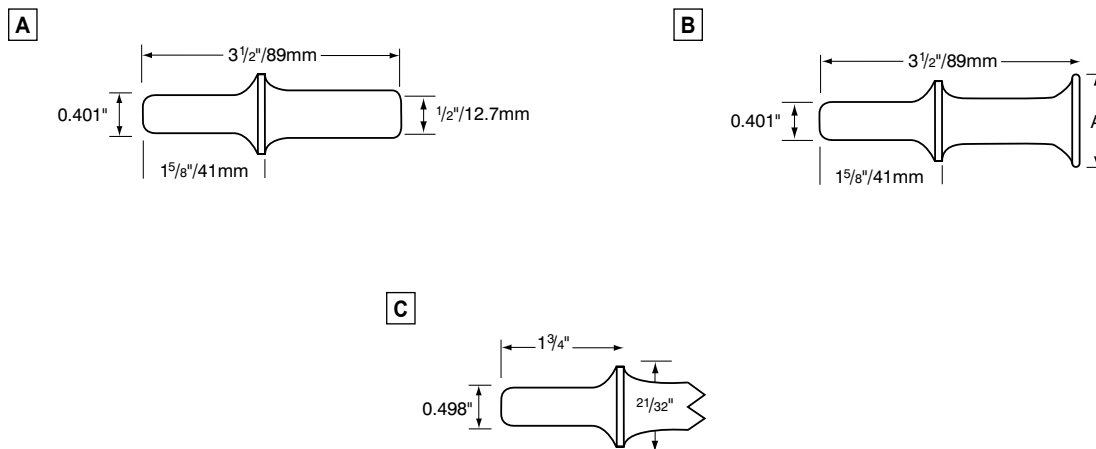 A
3 1/2"/89mm
0.401"
1/2"/12.7mm
1 5/8"/41mm
B
3 1/2"/89mm
0.401"
A
1 5/8"/41mm
C
1 3/4"
0.498"
21/32"